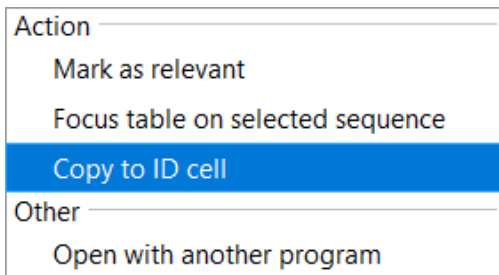 Action
Mark as relevant
Focus table on selected sequence
Copy to ID cell
Other
Open with another program